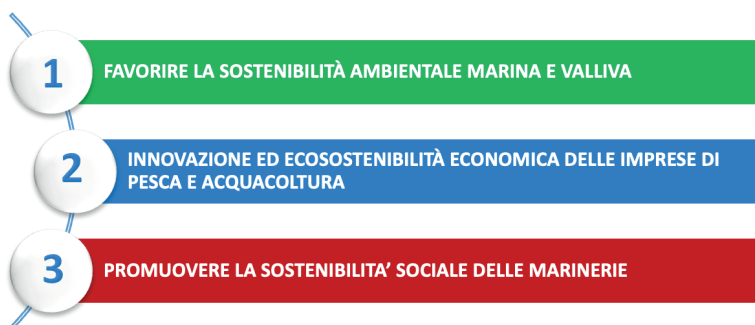 1
FAVORIRE LA SOSTENIBILITÀ AMBIENTALE MARINA E VALLIVA
2
INNOVAZIONE ED ECOSOSTENIBILITÀ ECONOMICA DELLE IMPRESE DI
PESCA E ACQUACOLTURA
3
PROMUOVERE LA SOSTENIBILITA’ SOCIALE DELLE MARINERIE